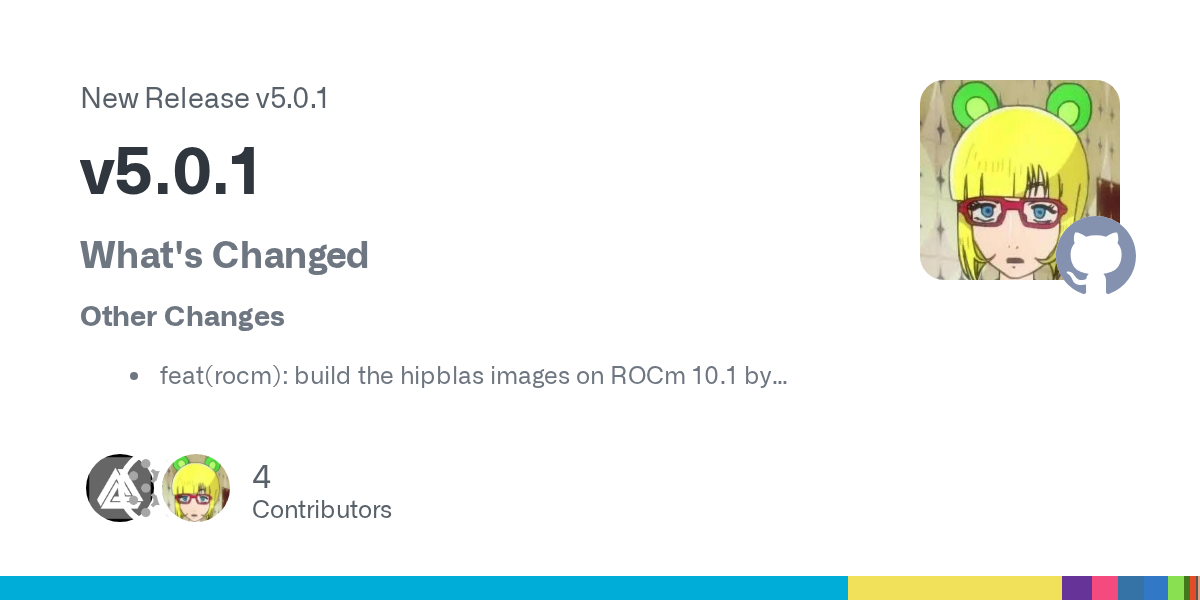 New Release v5.0.1
v5.0.1
What's Changed
Other Changes
• feat(rocm): build the hipblas images on ROCm 10.1 by...
4
Contributors